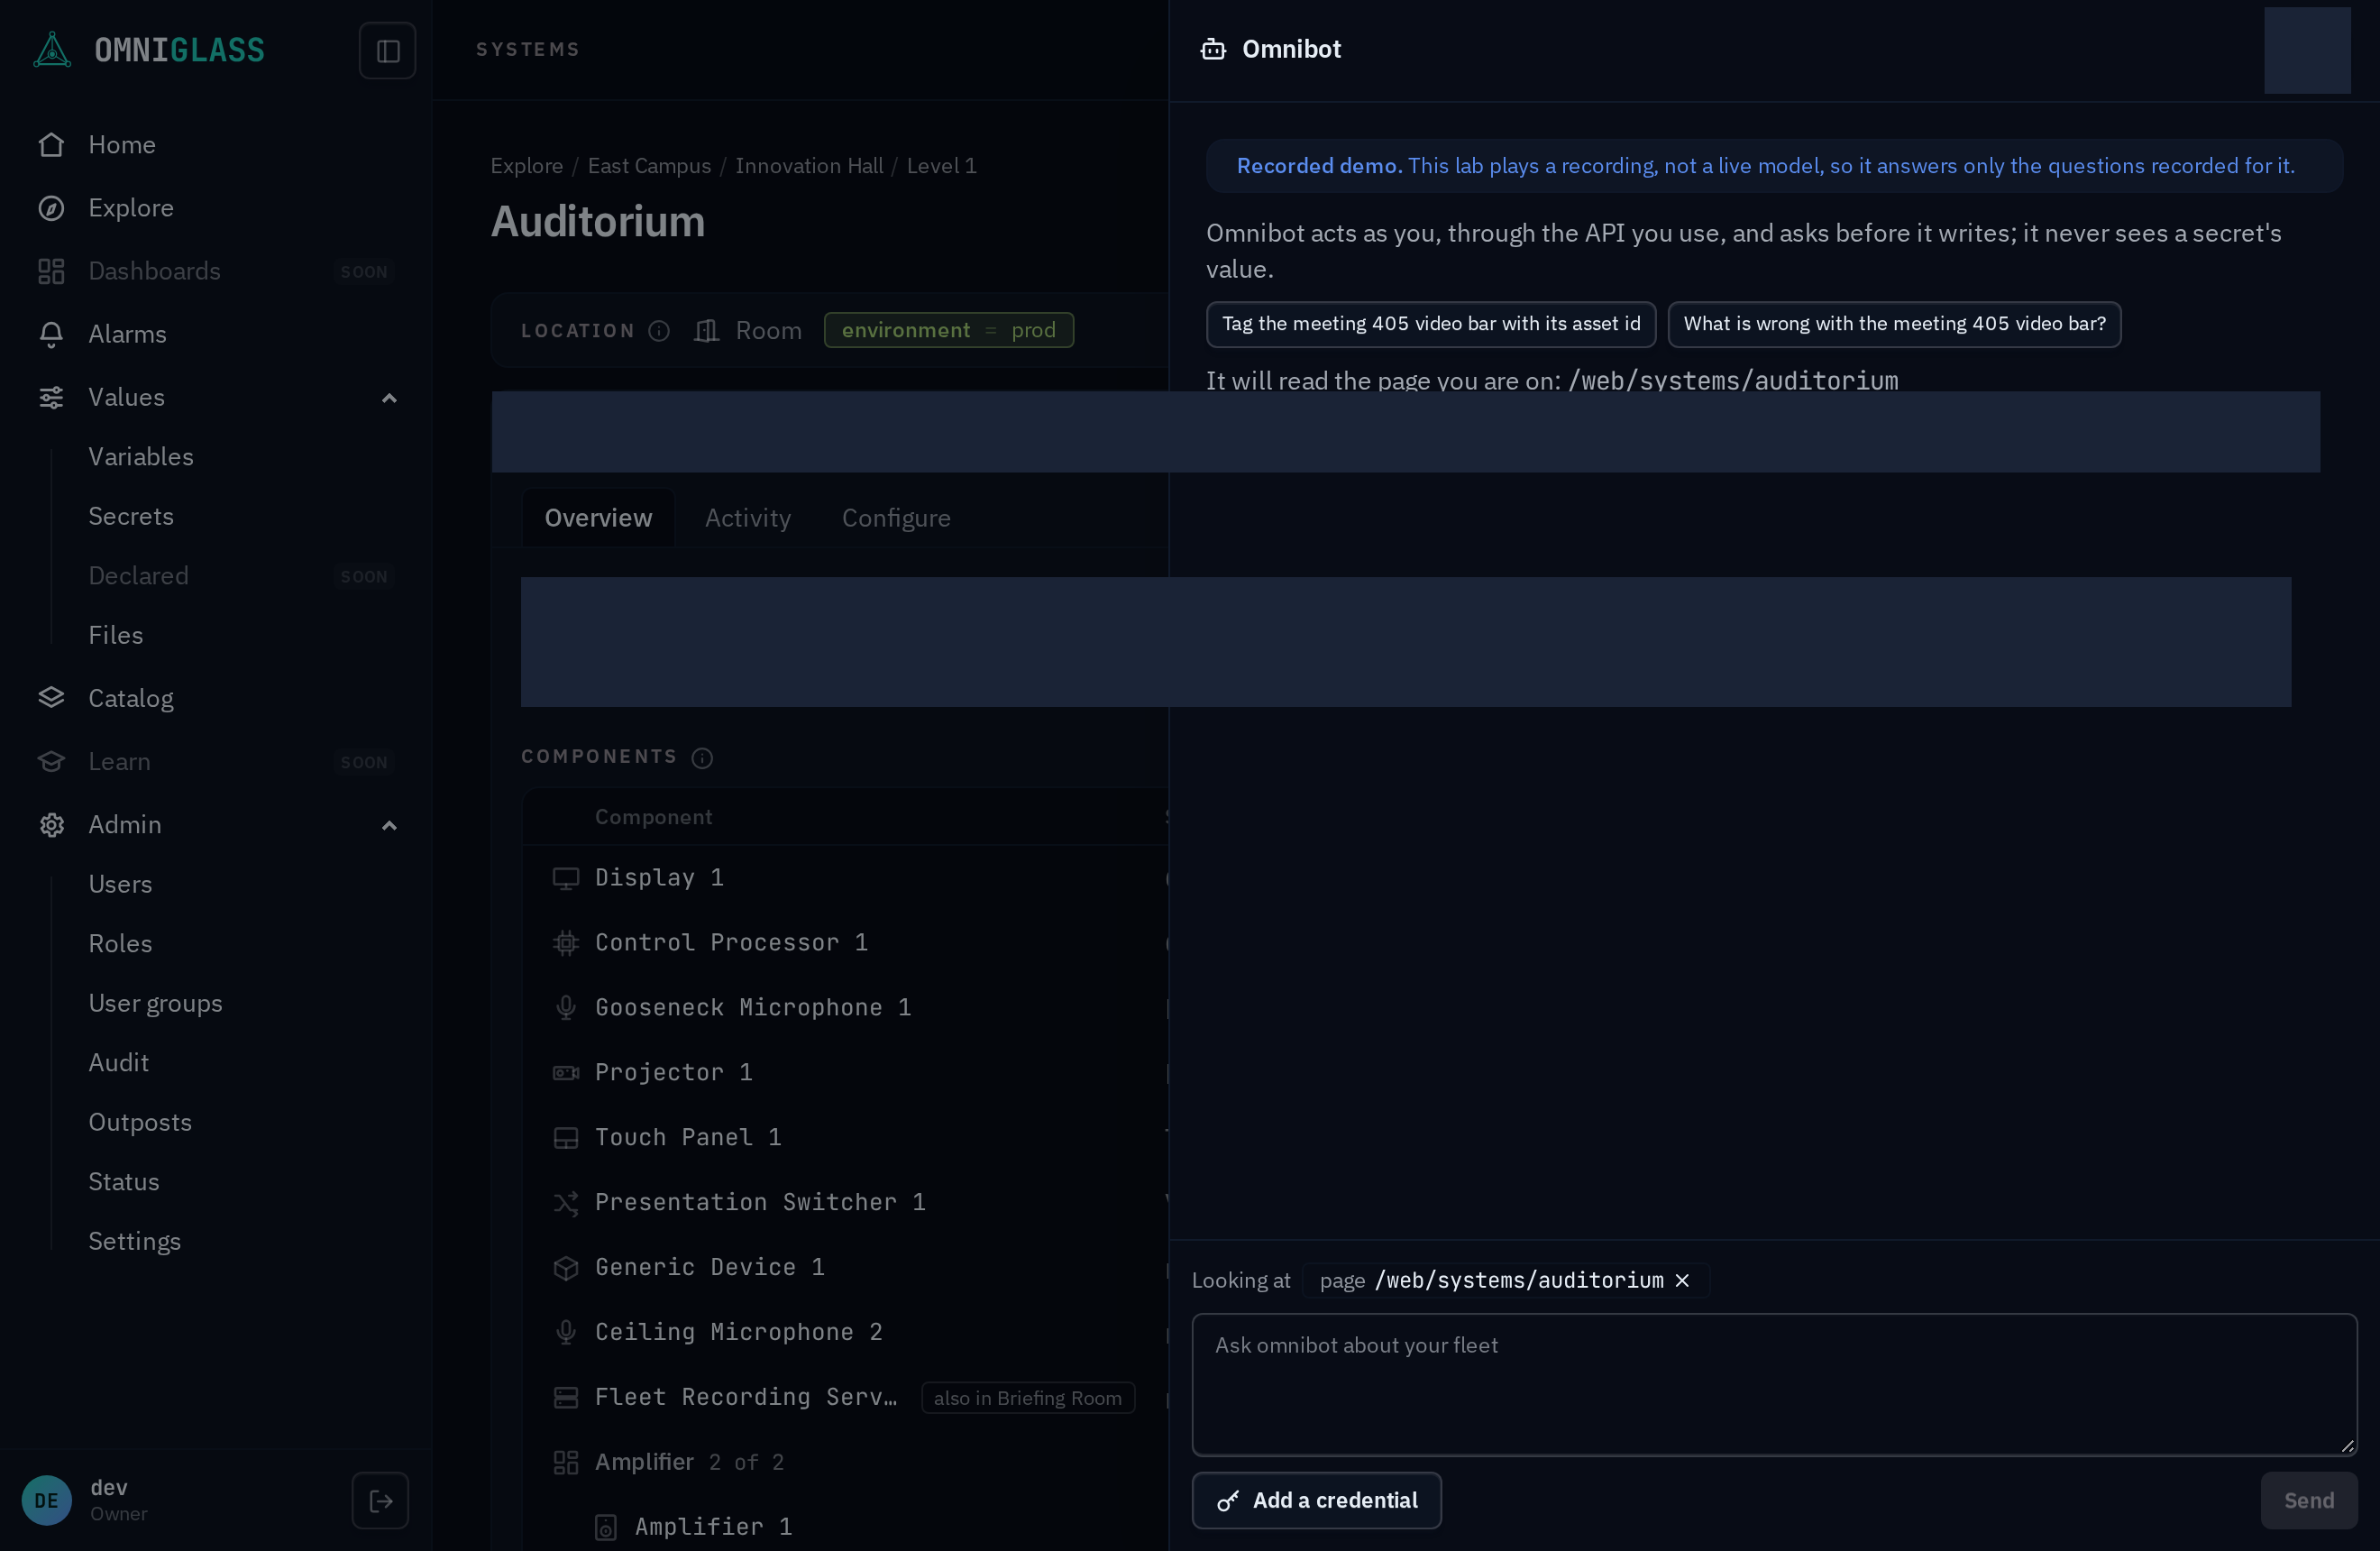 OMNIGLASS
Home
Explore
Dashboards SOON
Alarms
Values
Variables
Secrets
Declared SOON
Files
Catalog
Learn SOON
Admin
Users
Roles
User groups
Audit
Outposts
Status
Settings
DE dev
Owner
SYSTEMS
Explore / East Campus / Innovation Hall / Level 1
Auditorium
LOCATION Room environment = prod
Overview Activity Configure
COMPONENTS
Component
Display 1
Control Processor 1
Gooseneck Microphone 1
Projector 1
Touch Panel 1
Presentation Switcher 1
Generic Device 1
Ceiling Microphone 2
Fleet Recording Serv… also in Briefing Room
Amplifier 2 of 2
Amplifier 1
Omnibot
Recorded demo. This lab plays a recording, not a live model, so it answers only the questions recorded for it.
Omnibot acts as you, through the API you use, and asks before it writes; it never sees a secret's
value.
Tag the meeting 405 video bar with its asset id
What is wrong with the meeting 405 video bar?
It will read the page you are on: /web/systems/auditorium
Looking at page /web/systems/auditorium
Ask omnibot about your fleet
Add a credential
Send